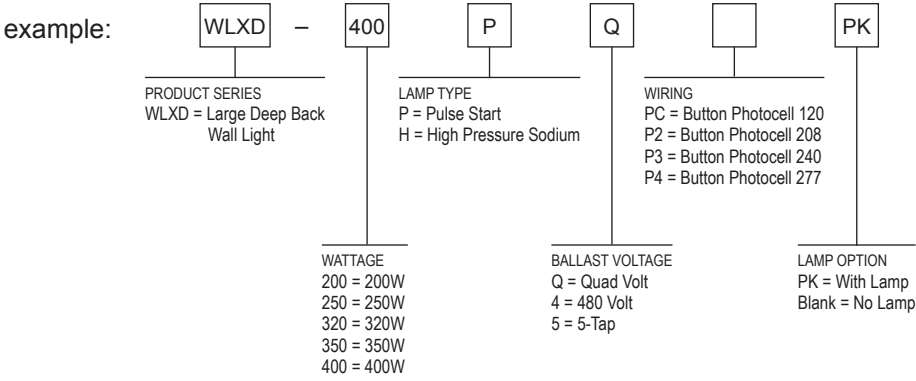 example: WLXD – 400 P Q PK
PRODUCT SERIES
WLXD = Large Deep Back
Wall Light
LAMP TYPE
P = Pulse Start
H = High Pressure Sodium
WIRING
PC = Button Photocell 120
P2 = Button Photocell 208
P3 = Button Photocell 240
P4 = Button Photocell 277
WATTAGE
200 = 200W
250 = 250W
320 = 320W
350 = 350W
400 = 400W
BALLAST VOLTAGE
Q = Quad Volt
4 = 480 Volt
5 = 5-Tap
LAMP OPTION
PK = With Lamp
Blank = No Lamp